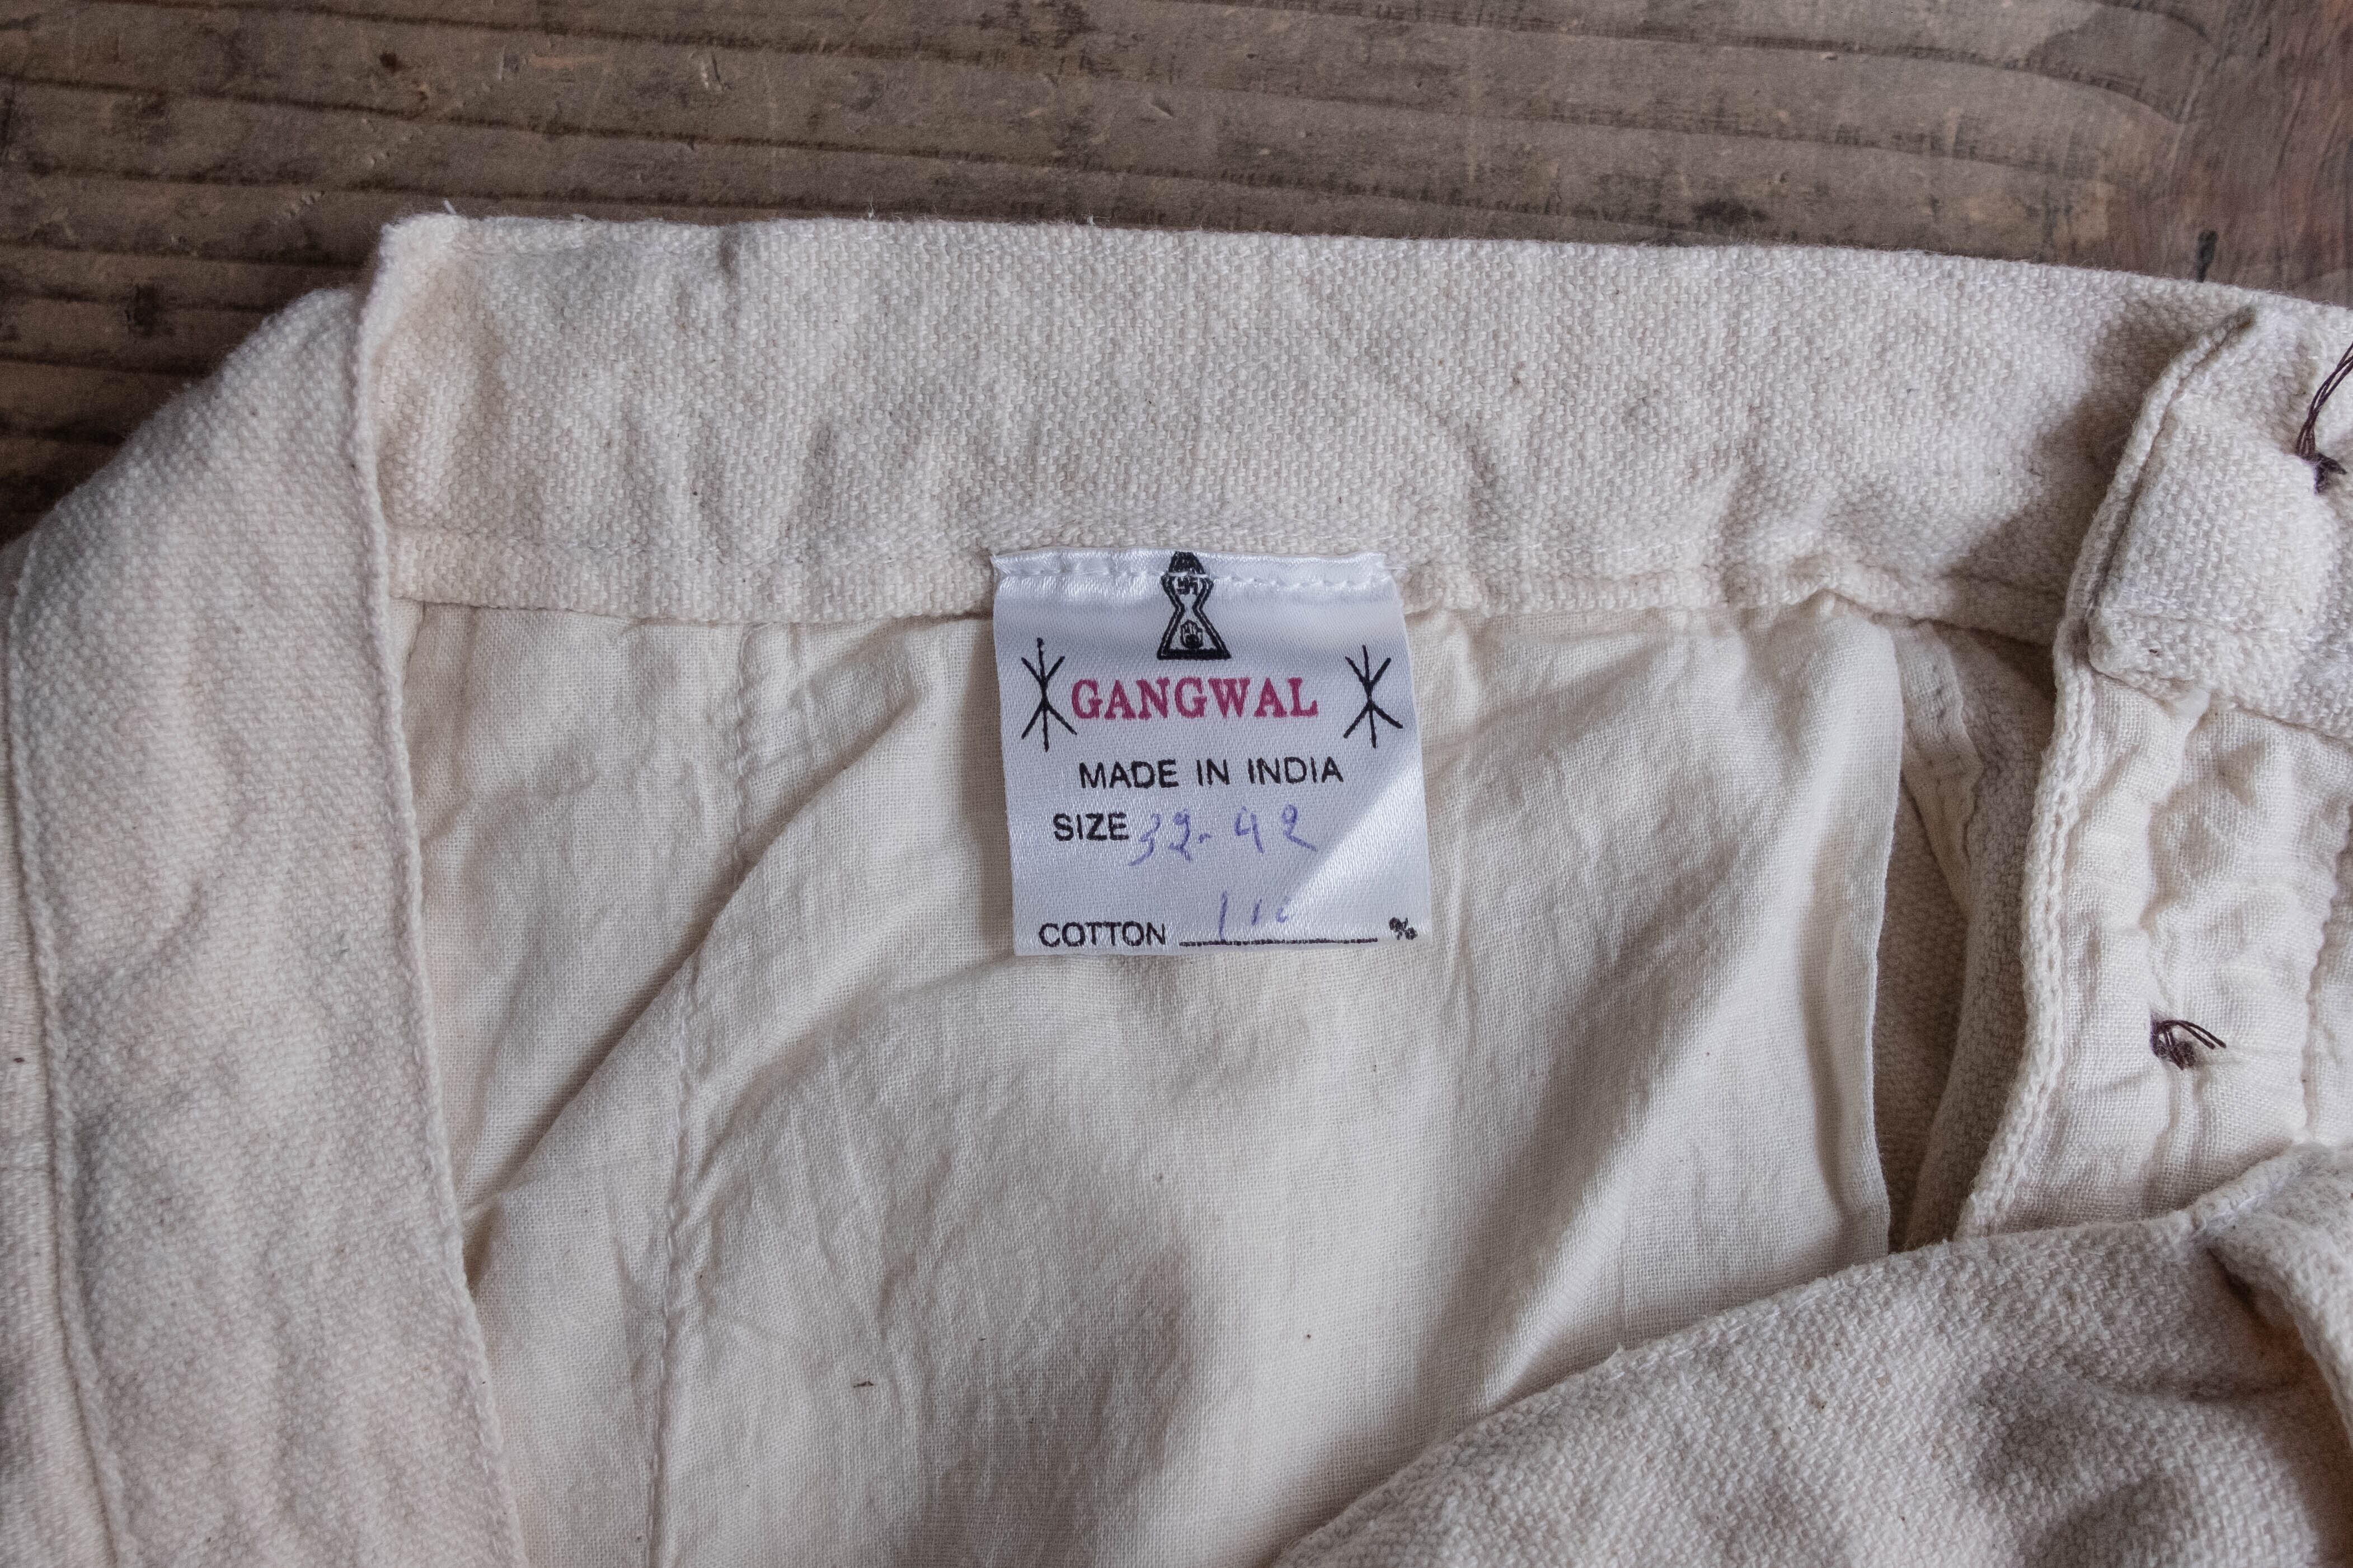 GANGWAL
MADE IN INDIA
SIZE 32-42
COTTON %